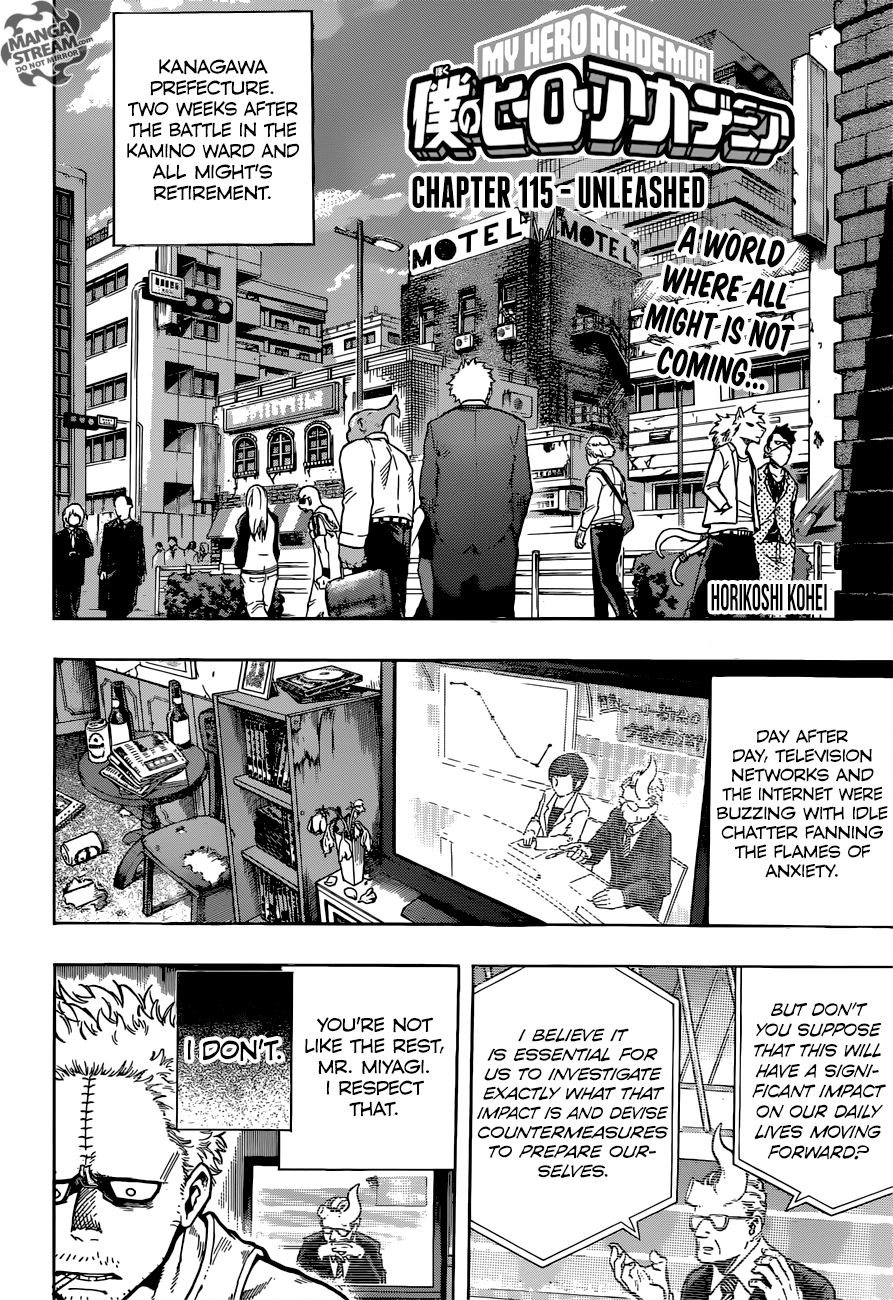 MANGA
STREAM.com
DO NOT MIRROR
KANAGAWA
PREFECTURE.
TWO WEEKS AFTER
THE BATTLE IN THE
KAMINO WARD AND
ALL MIGHT'S
RETIREMENT.
MY HERO ACADEMIA
僕のヒーローアカデミア
ぼく
CHAPTER 115 - UNLEASHED
MOTEL
MOTEL
A WORLD
WHERE ALL
MIGHT IS NOT
COMING...
HORIKOSHI KOHEI
DAY AFTER
DAY, TELEVISION
NETWORKS AND
THE INTERNET WERE
BUZZING WITH IDLE
CHATTER FANNING
THE FLAMES OF
ANXIETY.
BUT DON'T
YOU SUPPOSE
THAT THIS WILL
HAVE A SIGNI-
FICANT IMPACT
ON OUR DAILY
LIVES MOVING
FORWARD?
I BELIEVE IT
IS ESSENTIAL FOR
US TO INVESTIGATE
EXACTLY WHAT THAT
IMPACT IS AND DEVISE
COUNTERMEASURES
TO PREPARE OUR-
SELVES.
YOU'RE NOT
LIKE THE REST,
MR. MIYAGI.
I RESPECT
THAT.
I DON'T.